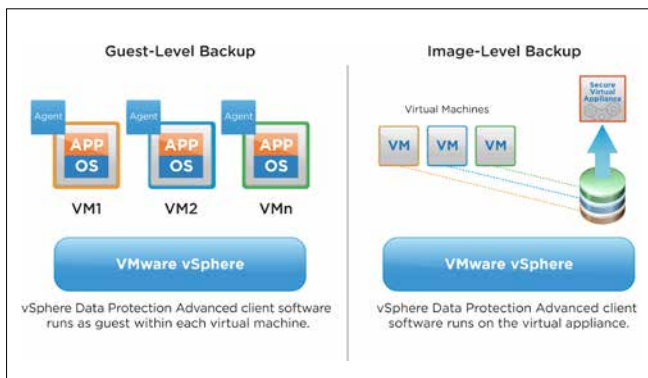 Guest-Level Backup
Agent
APP
OS
VM1
Agent
APP
OS
VM2
Agent
APP
OS
VMn
VMware vSphere
vSphere Data Protection Advanced client software
runs as guest within each virtual machine.
Image-Level Backup
Secure
Virtual
Appliance
Virtual Machines
VM
VM
VM
VMware vSphere
vSphere Data Protection Advanced client
software runs on the virtual appliance.